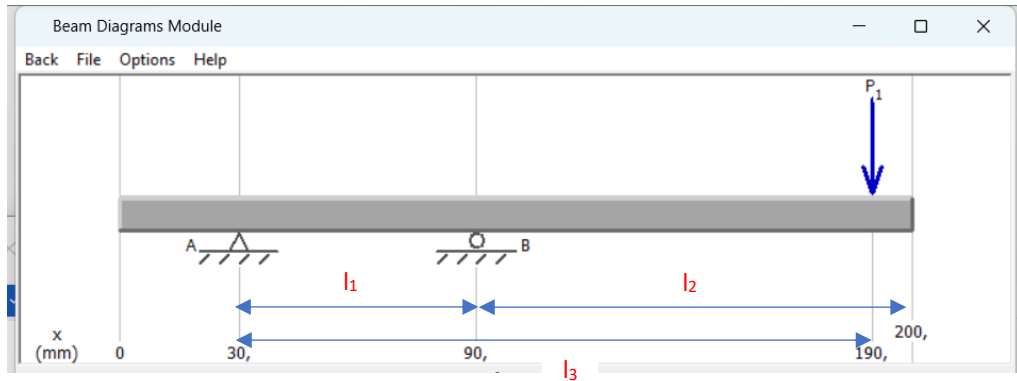 Beam Diagrams Module
Back File Options Help
P1
A
B
l1
l2
x
(mm)
0
30,
90,
190,
200,
l3